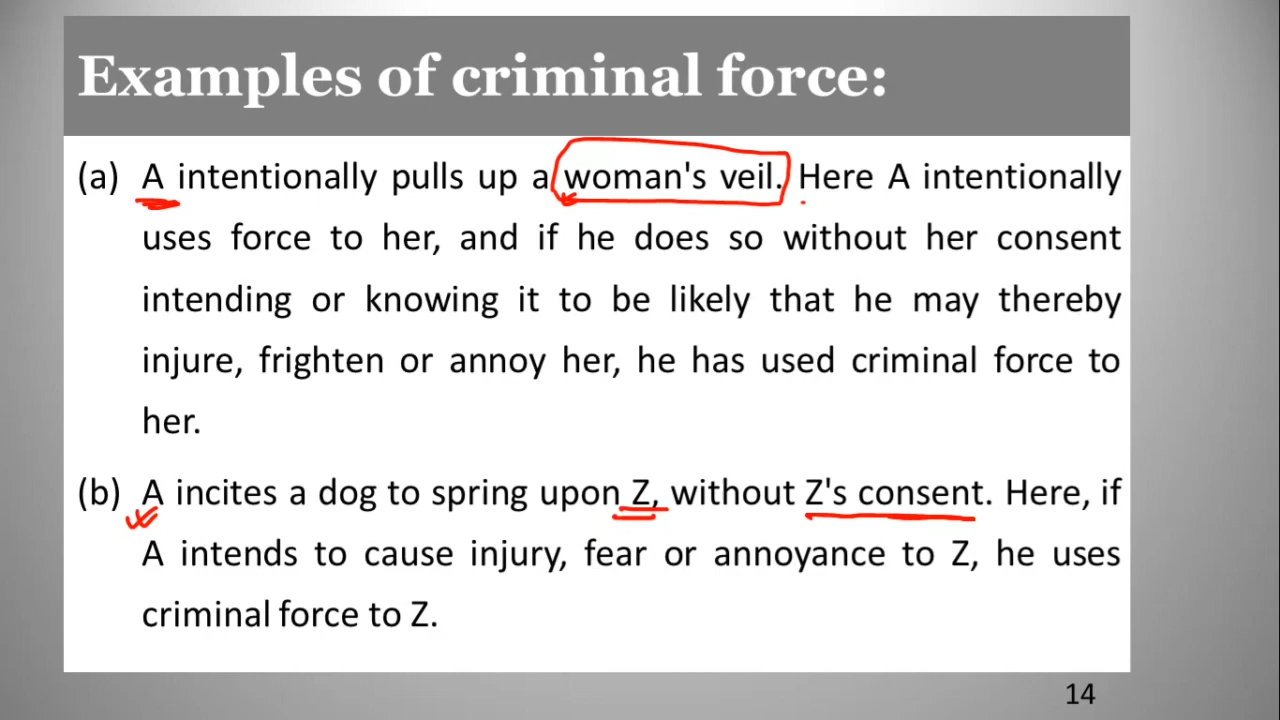 Examples of criminal force:
(a) A intentionally pulls up a woman's veil. Here A intentionally
uses force to her, and if he does so without her consent
intending or knowing it to be likely that he may thereby
injure, frighten or annoy her, he has used criminal force to
her.
(b) A incites a dog to spring upon Z, without Z's consent. Here, if
A intends to cause injury, fear or annoyance to Z, he uses
criminal force to Z.
14